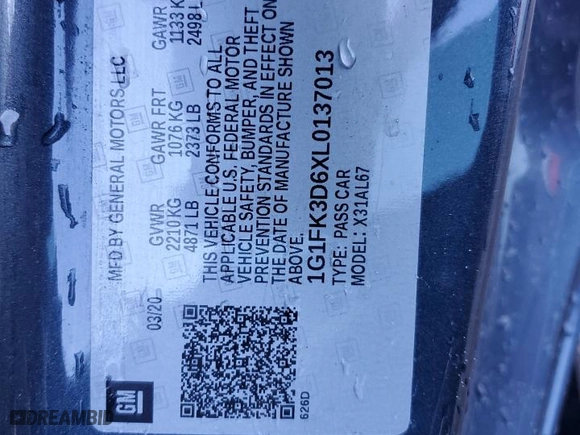 MFD BY GENERAL MOTORS LLC
GVWR GAWR FRT GAWR
2210 KG 1076 KG 1133 K
4871 LB 2373 LB 2498 L
THIS VEHICLE CONFORMS TO ALL
APPLICABLE U.S. FEDERAL MOTOR
VEHICLE SAFETY, BUMPER, AND THEFT
PREVENTION STANDARDS IN EFFECT ON
THE DATE OF MANUFACTURE SHOWN
ABOVE.
1G1FK3D6XL0137013
TYPE: PASS CAR
MODEL: X31AL67
03/20
GM
626D
DREAMBID